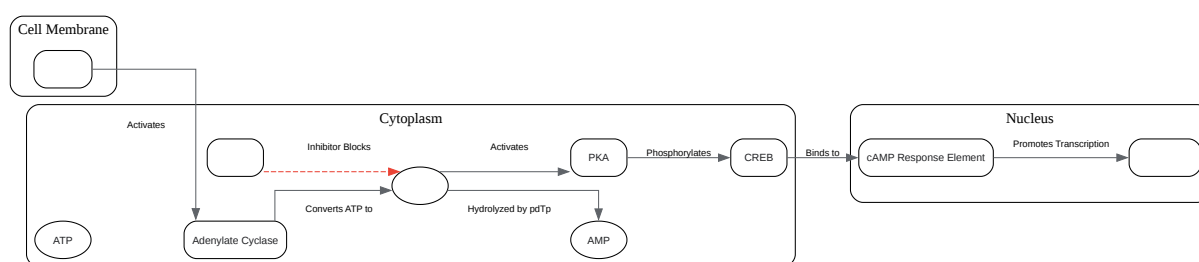 Cell Membrane
Activates
Cytoplasm
Inhibitor Blocks
Activates
PKA
Phosphorylates
CREB
Binds to
Converts ATP to
Hydrolyzed by pdTp
ATP
Adenylate Cyclase
AMP
Nucleus
cAMP Response Element
Promotes Transcription